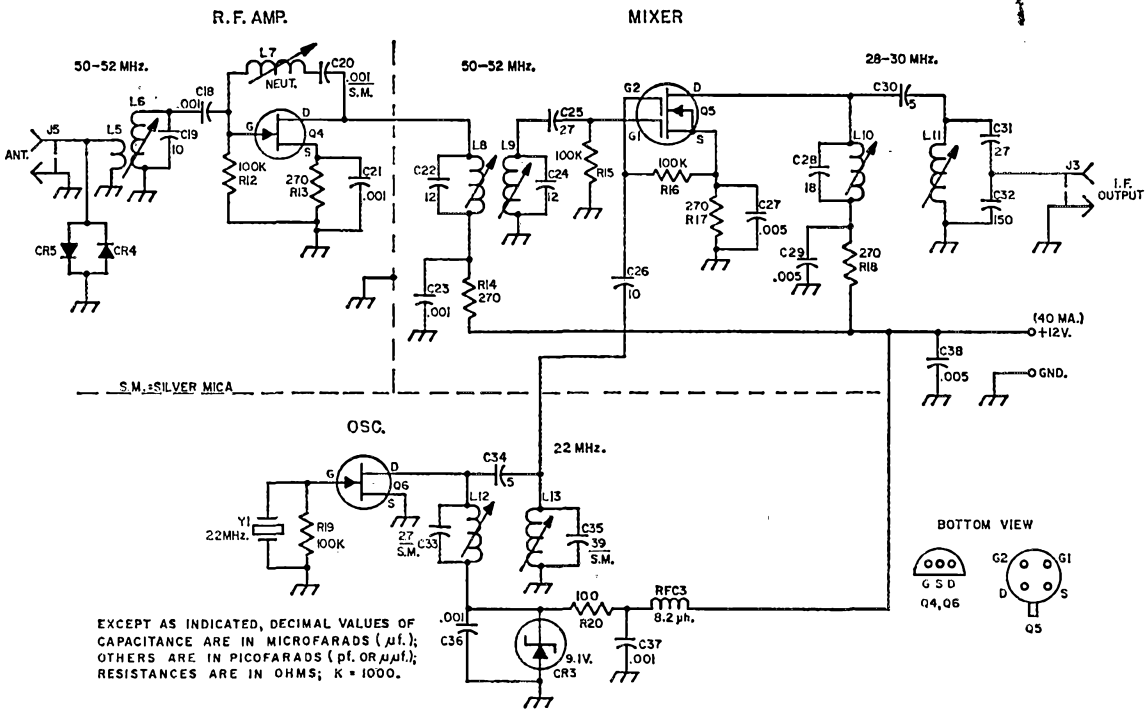 R.F. AMP.
MIXER
50-52 MHz.
L7
NEUT.
C20
.001
S.M.
50-52 MHz.
28-30 MHz.
L6
C18
.001
C19
10
J5
ANT.
L5
G
D
Q4
S
100K
R12
270
R13
C21
.001
CR5
CR4
L8
C22
12
L9
C24
12
C25
27
100K
R15
G2
G1
D
Q5
S
100K
R16
270
R17
C27
.005
C26
10
C23
.001
R14
270
C30
5
L10
C28
18
C29
.005
270
R18
L11
C31
27
C32
150
J3
I.F.
OUTPUT
(40 MA.)
+12V.
C38
.005
GND.
S.M.=SILVER MICA
OSC.
22 MHz.
G
D
Q6
S
Y1
22MHz.
R19
100K
C34
5
L12
27
S.M.
C33
L13
C35
39
S.M.
.001
C36
9.1V.
CR3
100
R20
C37
.001
RFC3
8.2 µh.
BOTTOM VIEW
G S D
Q4, Q6
G2
G1
D
S
Q5
EXCEPT AS INDICATED, DECIMAL VALUES OF
CAPACITANCE ARE IN MICROFARADS (µf.);
OTHERS ARE IN PICOFARADS (pf. OR µµf.);
RESISTANCES ARE IN OHMS; K = 1000.